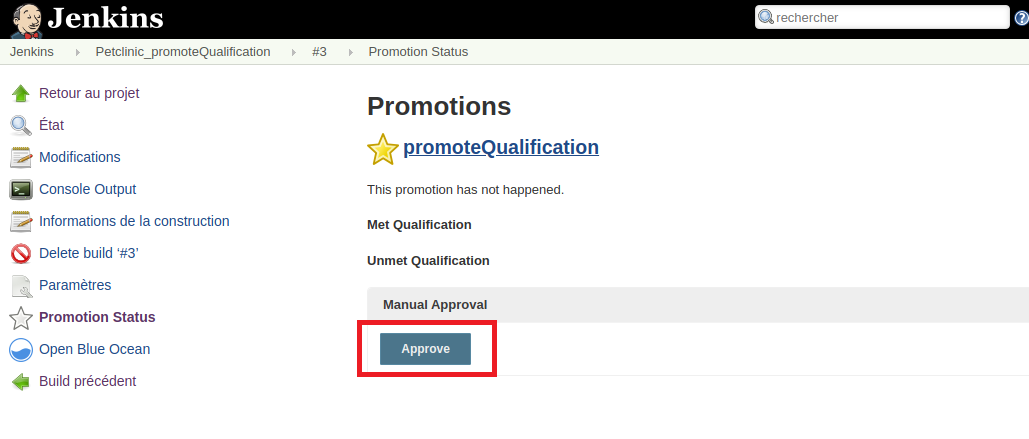 Jenkins
rechercher
?
Jenkins Petclinic_promoteQualification #3 Promotion Status
Retour au projet
État
Modifications
Console Output
Informations de la construction
Delete build ‘#3’
Paramètres
Promotion Status
Open Blue Ocean
Build précédent
Promotions
promoteQualification
This promotion has not happened.
Met Qualification
Unmet Qualification
Manual Approval
Approve